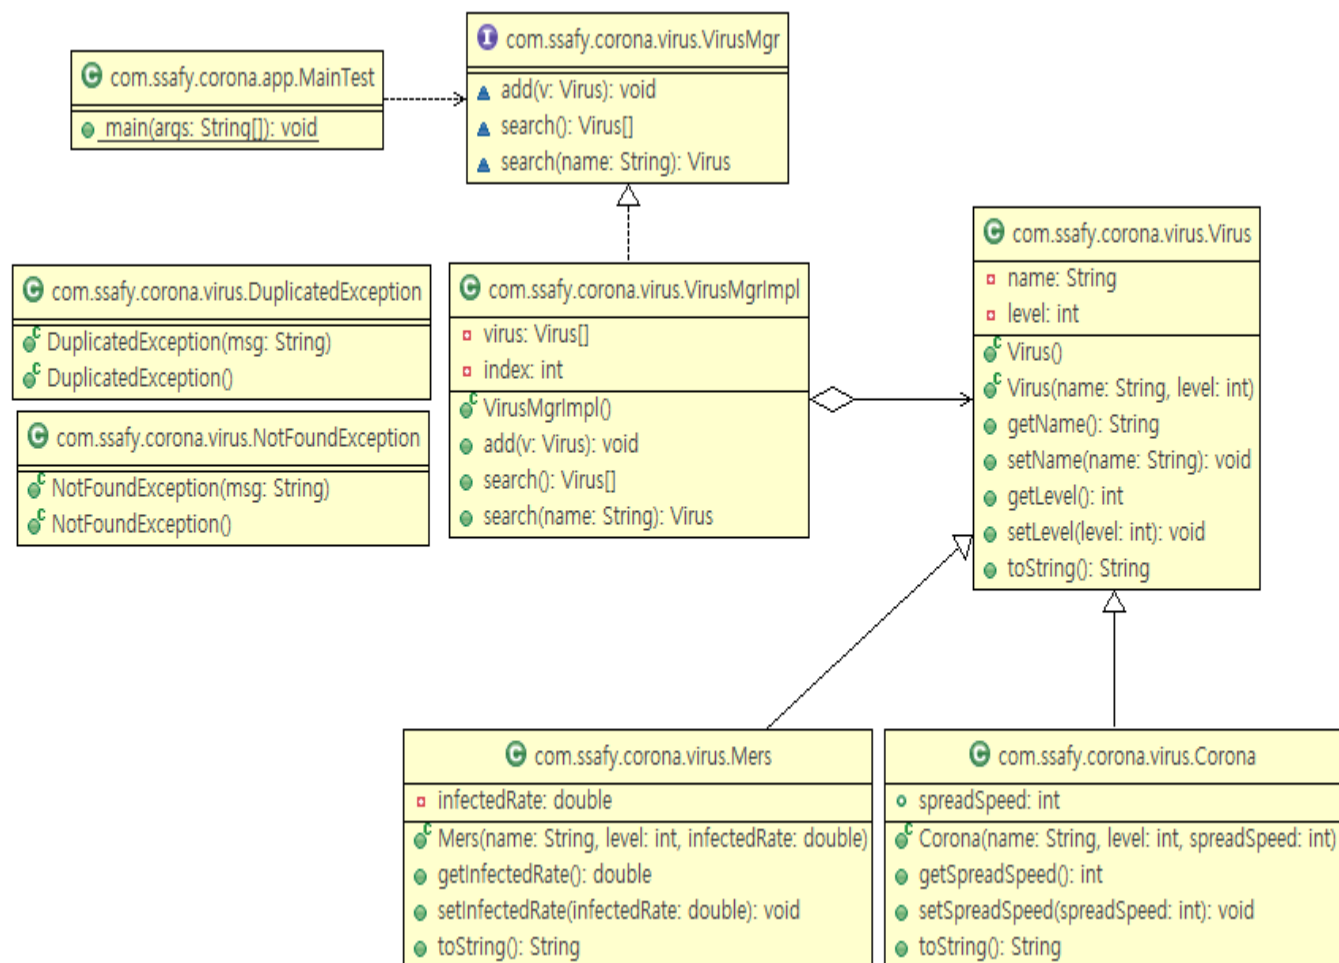 com.ssafy.corona.virus.VirusMgr
add(v: Virus): void
search(): Virus[]
search(name: String): Virus
com.ssafy.corona.app.MainTest
main(args: String[]): void
com.ssafy.corona.virus.DuplicatedException
DuplicatedException(msg: String)
DuplicatedException()
com.ssafy.corona.virus.NotFoundException
NotFoundException(msg: String)
NotFoundException()
com.ssafy.corona.virus.VirusMgrImpl
virus: Virus[]
index: int
VirusMgrImpl()
add(v: Virus): void
search(): Virus[]
search(name: String): Virus
com.ssafy.corona.virus.Virus
name: String
level: int
Virus()
Virus(name: String, level: int)
getName(): String
setName(name: String): void
getLevel(): int
setLevel(level: int): void
toString(): String
com.ssafy.corona.virus.Mers
infectedRate: double
Mers(name: String, level: int, infectedRate: double)
getInfectedRate(): double
setInfectedRate(infectedRate: double): void
toString(): String
com.ssafy.corona.virus.Corona
spreadSpeed: int
Corona(name: String, level: int, spreadSpeed: int)
getSpreadSpeed(): int
setSpreadSpeed(spreadSpeed: int): void
toString(): String